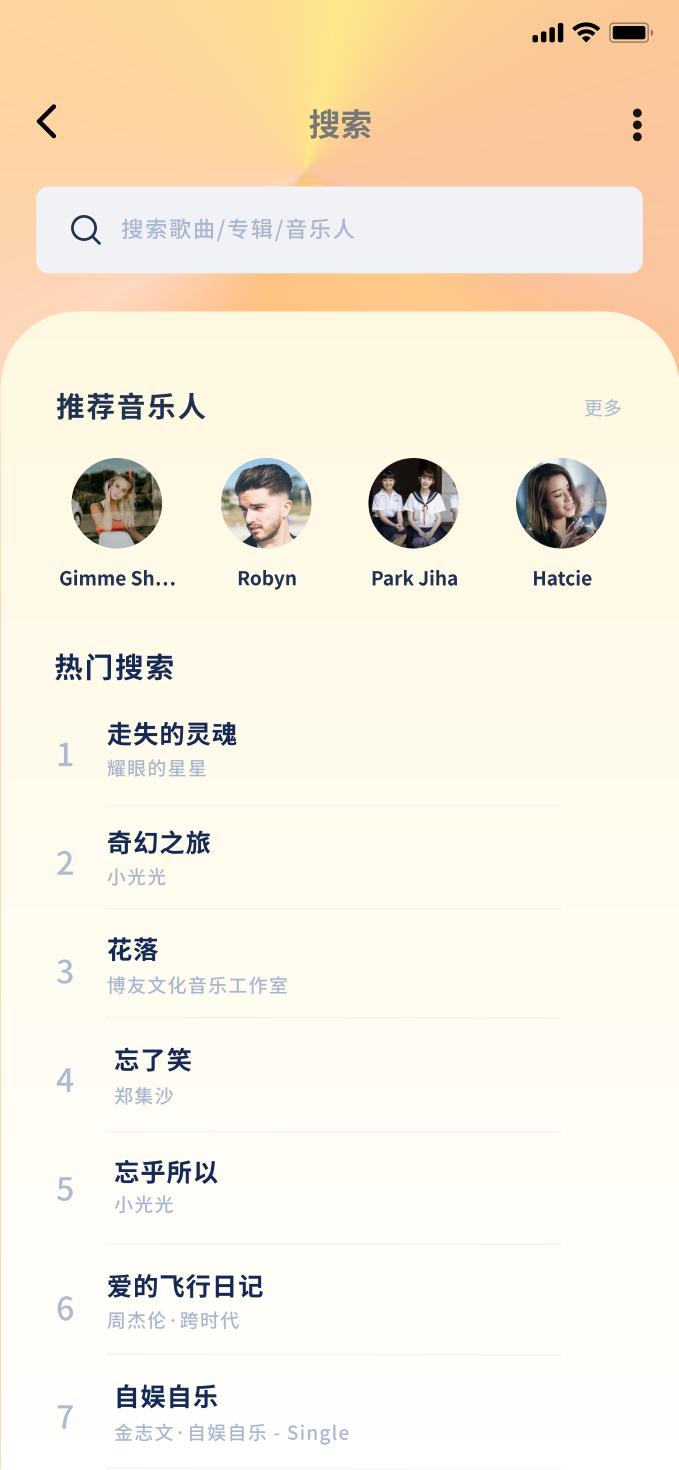 搜索
搜索歌曲/专辑/音乐人
推荐音乐人
更多
Gimme Sh...
Robyn
Park Jiha
Hatcie
热门搜索
1
走失的灵魂
耀眼的星星
2
奇幻之旅
小光光
3
花落
博友文化音乐工作室
4
忘了笑
郑集沙
5
忘乎所以
小光光
6
爱的飞行日记
周杰伦·跨时代
7
自娱自乐
金志文·自娱自乐 - Single